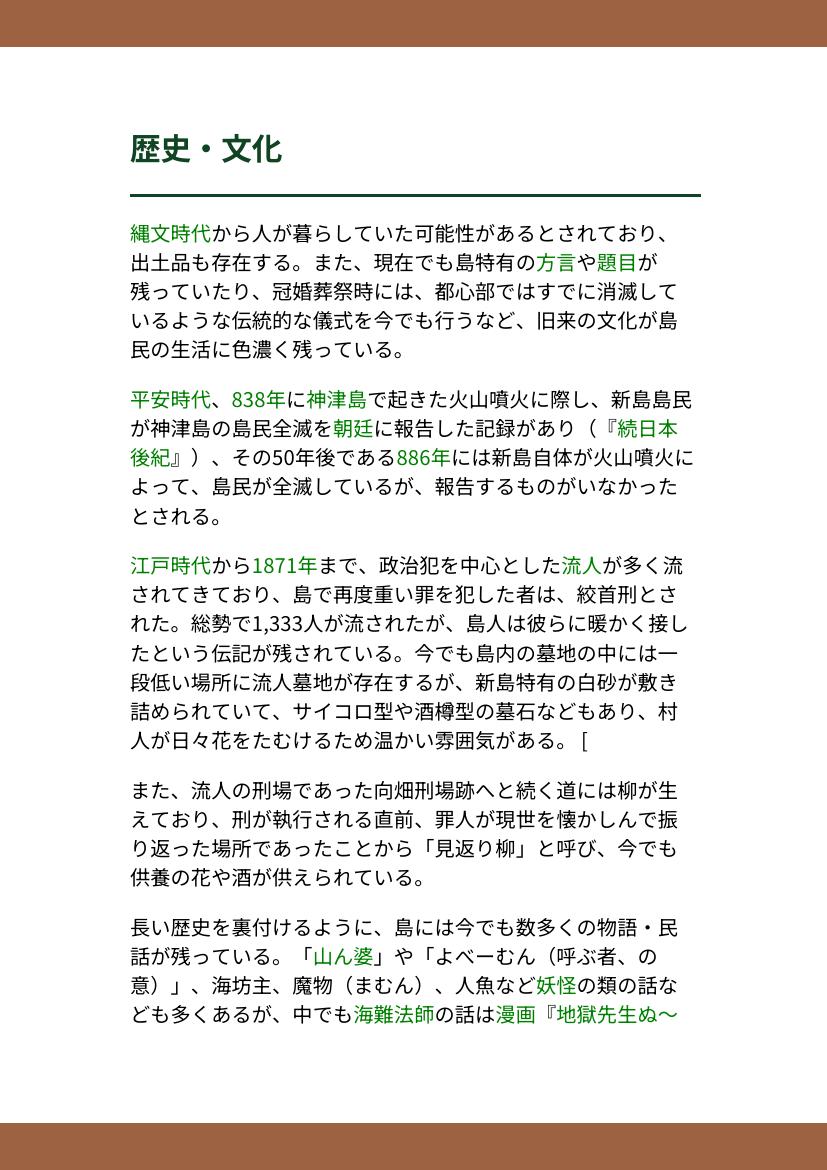 歴史・文化
縄文時代から人が暮らしていた可能性があるとされており、
出土品も存在する。また、現在でも島特有の方言や題目が
残っていたり、冠婚葬祭時には、都心部ではすでに消滅して
いるような伝統的な儀式を今でも行うなど、旧来の文化が島
民の生活に色濃く残っている。
平安時代、838年に神津島で起きた火山噴火に際し、新島島民
が神津島の島民全滅を朝廷に報告した記録があり（『続日本
後紀』）、その50年後である886年には新島自体が火山噴火に
よって、島民が全滅しているが、報告するものがいなかった
とされる。
江戸時代から1871年まで、政治犯を中心とした流人が多く流
されてきており、島で再度重い罪を犯した者は、絞首刑とさ
れた。総勢で1,333人が流されたが、島人は彼らに暖かく接し
たという伝記が残されている。今でも島内の墓地の中には一
段低い場所に流人墓地が存在するが、新島特有の白砂が敷き
詰められていて、サイコロ型や酒樽型の墓石などもあり、村
人が日々花をたむけるため温かい雰囲気がある。 [
また、流人の刑場であった向畑刑場跡へと続く道には柳が生
えており、刑が執行される直前、罪人が現世を懐かしんで振
り返った場所であったことから「見返り柳」と呼び、今でも
供養の花や酒が供えられている。
長い歴史を裏付けるように、島には今でも数多くの物語・民
話が残っている。「山ん婆」や「よべーむん（呼ぶ者、の
意）」、海坊主、魔物（まむん）、人魚など妖怪の類の話な
ども多くあるが、中でも海難法師の話は漫画『地獄先生ぬ〜